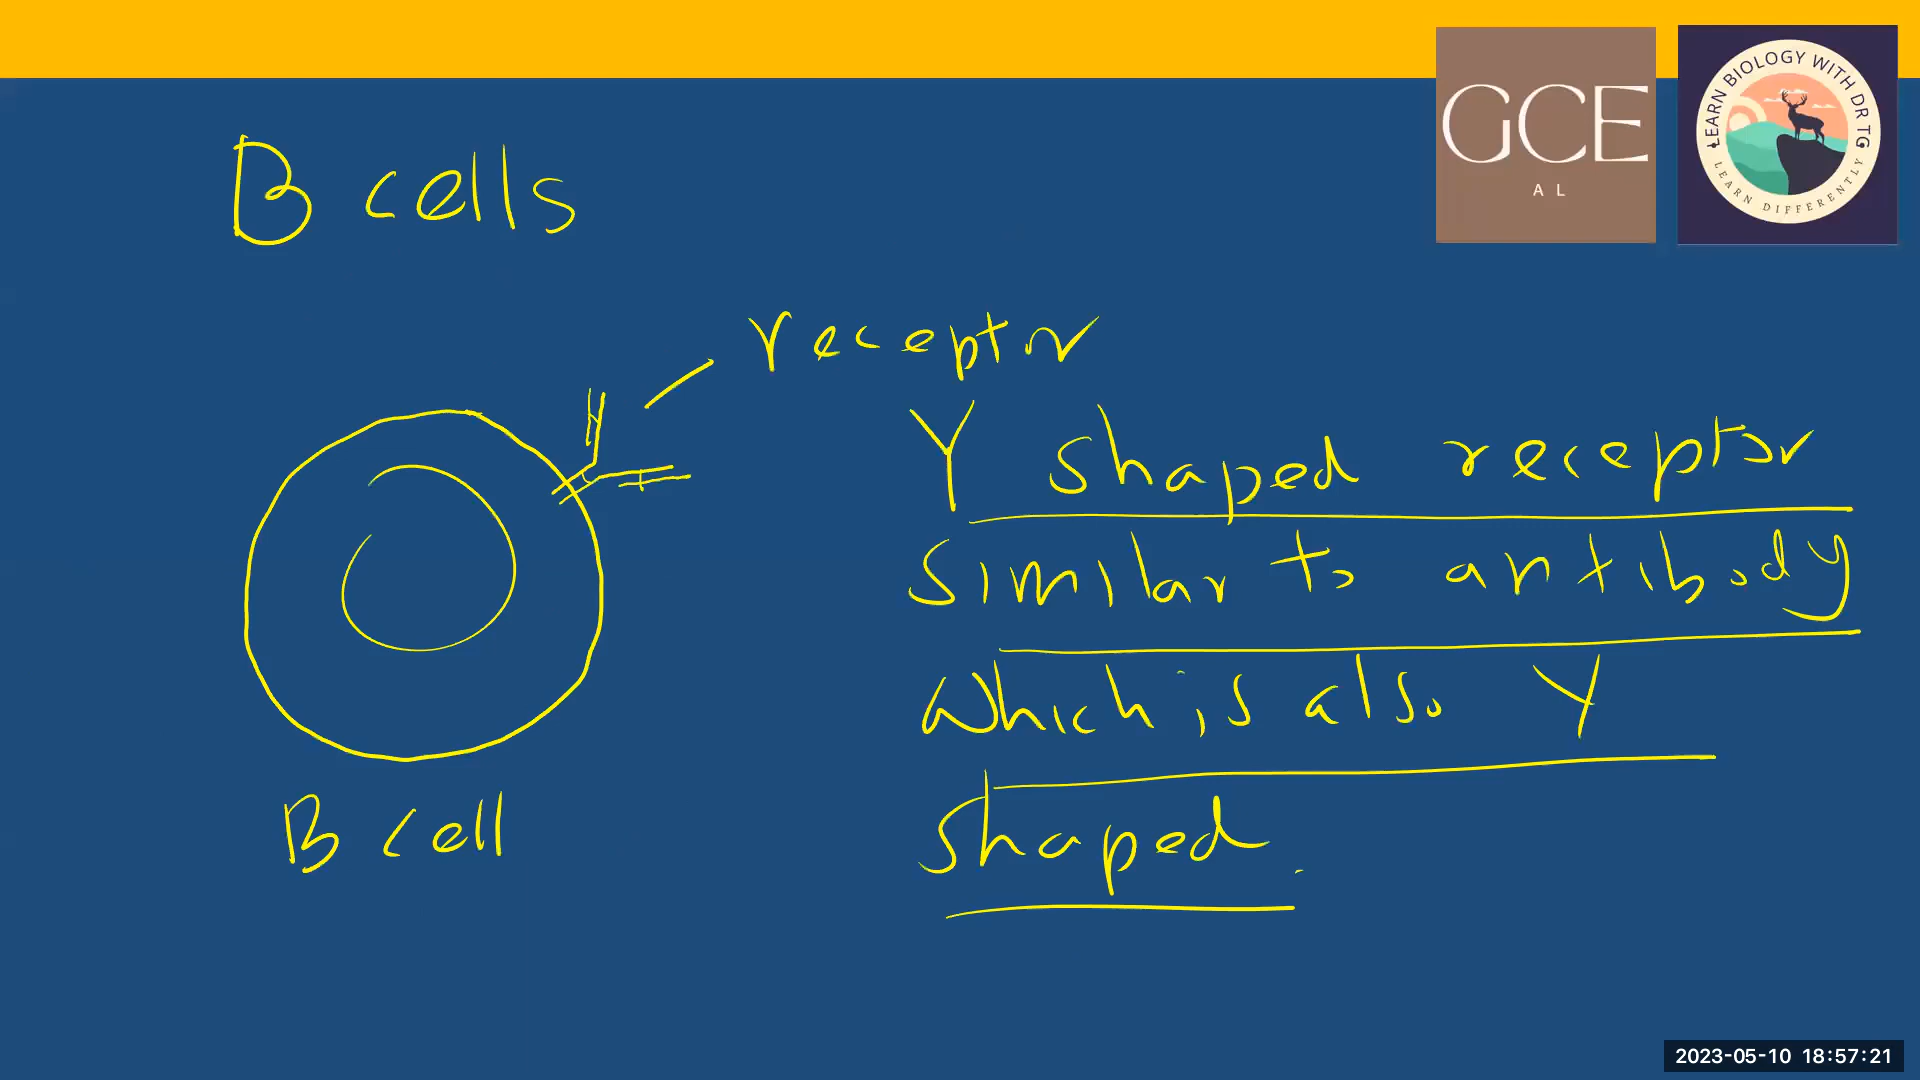 GCE
A L
LEARN BIOLOGY WITH DR TG
LEARN DIFFERENTLY
B cells
receptor
Y shaped receptor
similar to antibody
which is also Y
shaped.
B cell
2023-05-10 18:57:21